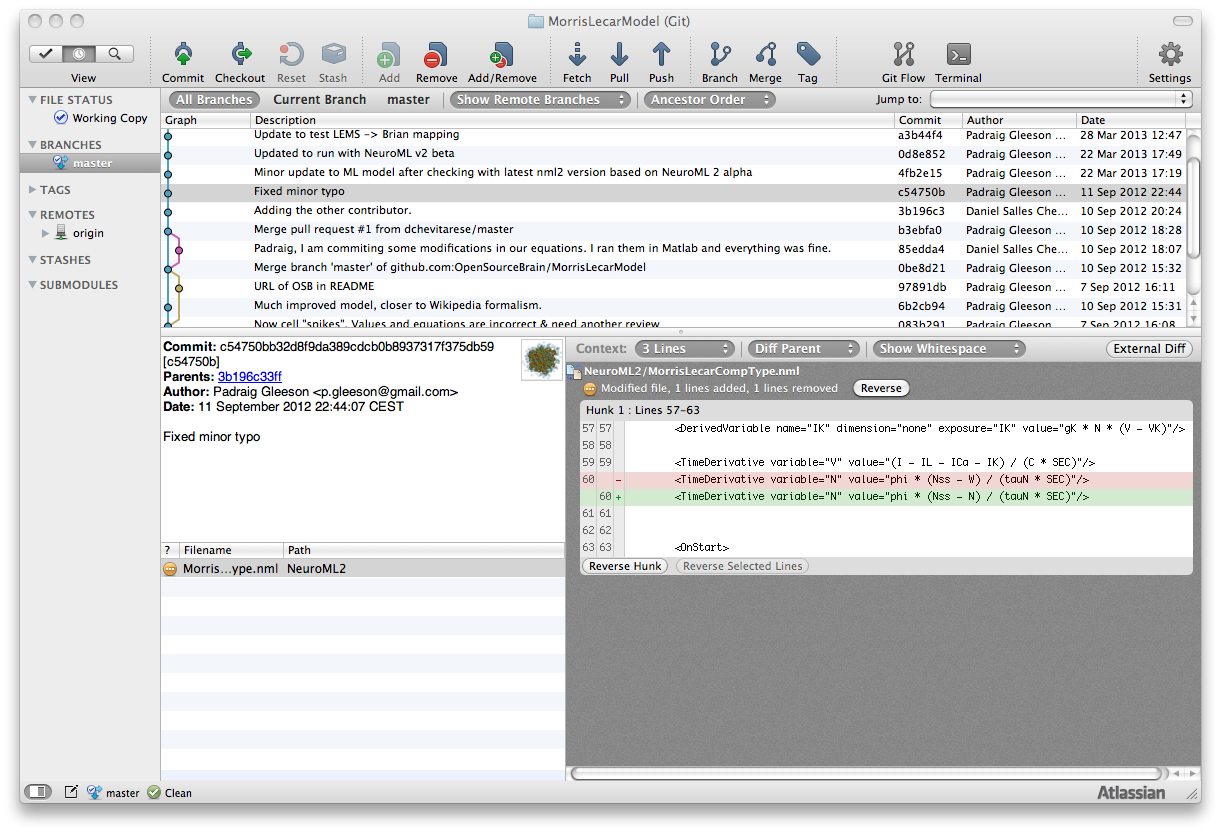 MorrisLecarModel (Git)
View
Commit Checkout Reset Stash Add Remove Add/Remove Fetch Pull Push Branch Merge Tag Git Flow Terminal Settings
FILE STATUS
Working Copy
BRANCHES
master
TAGS
REMOTES
origin
STASHES
SUBMODULES
All Branches Current Branch master Show Remote Branches Ancestor Order Jump to:
Graph Description Commit Author Date
Update to test LEMS -> Brian mapping a3b44f4 Padraig Gleeson ... 28 Mar 2013 12:47
Updated to run with NeuroML v2 beta 0d8e852 Padraig Gleeson ... 22 Mar 2013 17:49
Minor update to ML model after checking with latest nml2 version based on NeuroML 2 alpha 4fb2e15 Padraig Gleeson ... 22 Mar 2013 17:19
Fixed minor typo c54750b Padraig Gleeson ... 11 Sep 2012 22:44
Adding the other contributor. 3b196c3 Daniel Salles Che... 10 Sep 2012 20:24
Merge pull request #1 from dchevitarese/master b3ebfa0 Padraig Gleeson ... 10 Sep 2012 18:28
Padraig, I am commiting some modifications in our equations. I ran them in Matlab and everything was fine. 85edda4 Daniel Salles Che... 10 Sep 2012 18:07
Merge branch 'master' of github.com:OpenSourceBrain/MorrisLecarModel 0be8d21 Padraig Gleeson ... 10 Sep 2012 15:32
URL of OSB in README 97891db Padraig Gleeson ... 7 Sep 2012 16:11
Much improved model, closer to Wikipedia formalism. 6b2cb94 Padraig Gleeson ... 10 Sep 2012 15:31
Now cell "spikes". Values and equations are incorrect & need another review 083b291 Padraig Gleeson ... 7 Sep 2012 16:08
Commit: c54750bb32d8f9da389cdcb0b8937317f375db59
[c54750b]
Parents: 3b196c33ff
Author: Padraig Gleeson <p.gleeson@gmail.com>
Date: 11 September 2012 22:44:07 CEST
Fixed minor typo
? Filename Path
Morris...ype.nml NeuroML2
Context: 3 Lines Diff Parent Show Whitespace External Diff
NeuroML2/MorrisLecarCompType.nml
Modified file, 1 lines added, 1 lines removed Reverse
Hunk 1 : Lines 57-63
57 57 <DerivedVariable name="IK" dimension="none" exposure="IK" value="gK * N * (V - VK)"/>
58 58
59 59 <TimeDerivative variable="V" value="(I - IL - ICa - IK) / (C * SEC)"/>
60 - <TimeDerivative variable="N" value="phi * (Nss - W) / (tauN * SEC)"/>
60 + <TimeDerivative variable="N" value="phi * (Nss - N) / (tauN * SEC)"/>
61 61
62 62
63 63 <OnStart>
Reverse Hunk Reverse Selected Lines
master Clean
Atlassian